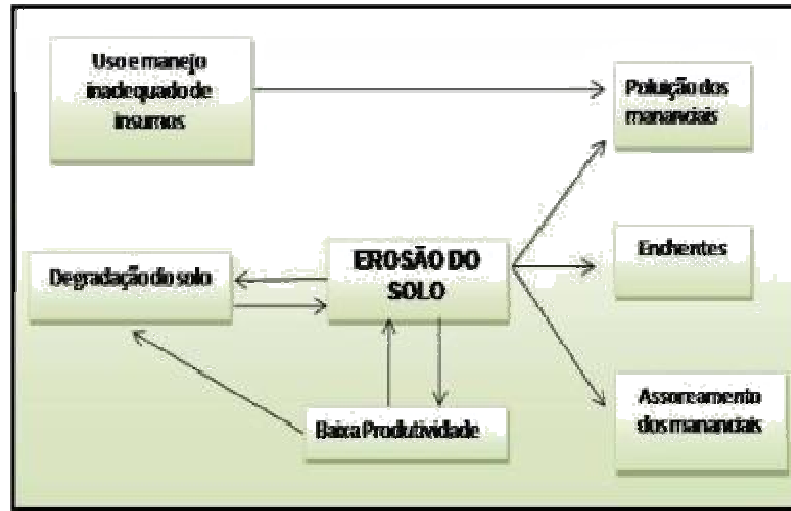 Uso e manejo
inadequado de
insumos
Poluição dos
mananciais
Degradação do solo
EROSÃO DO
SOLO
Enchentes
Baixa Produtividade
Assoreamento
dos mananciais